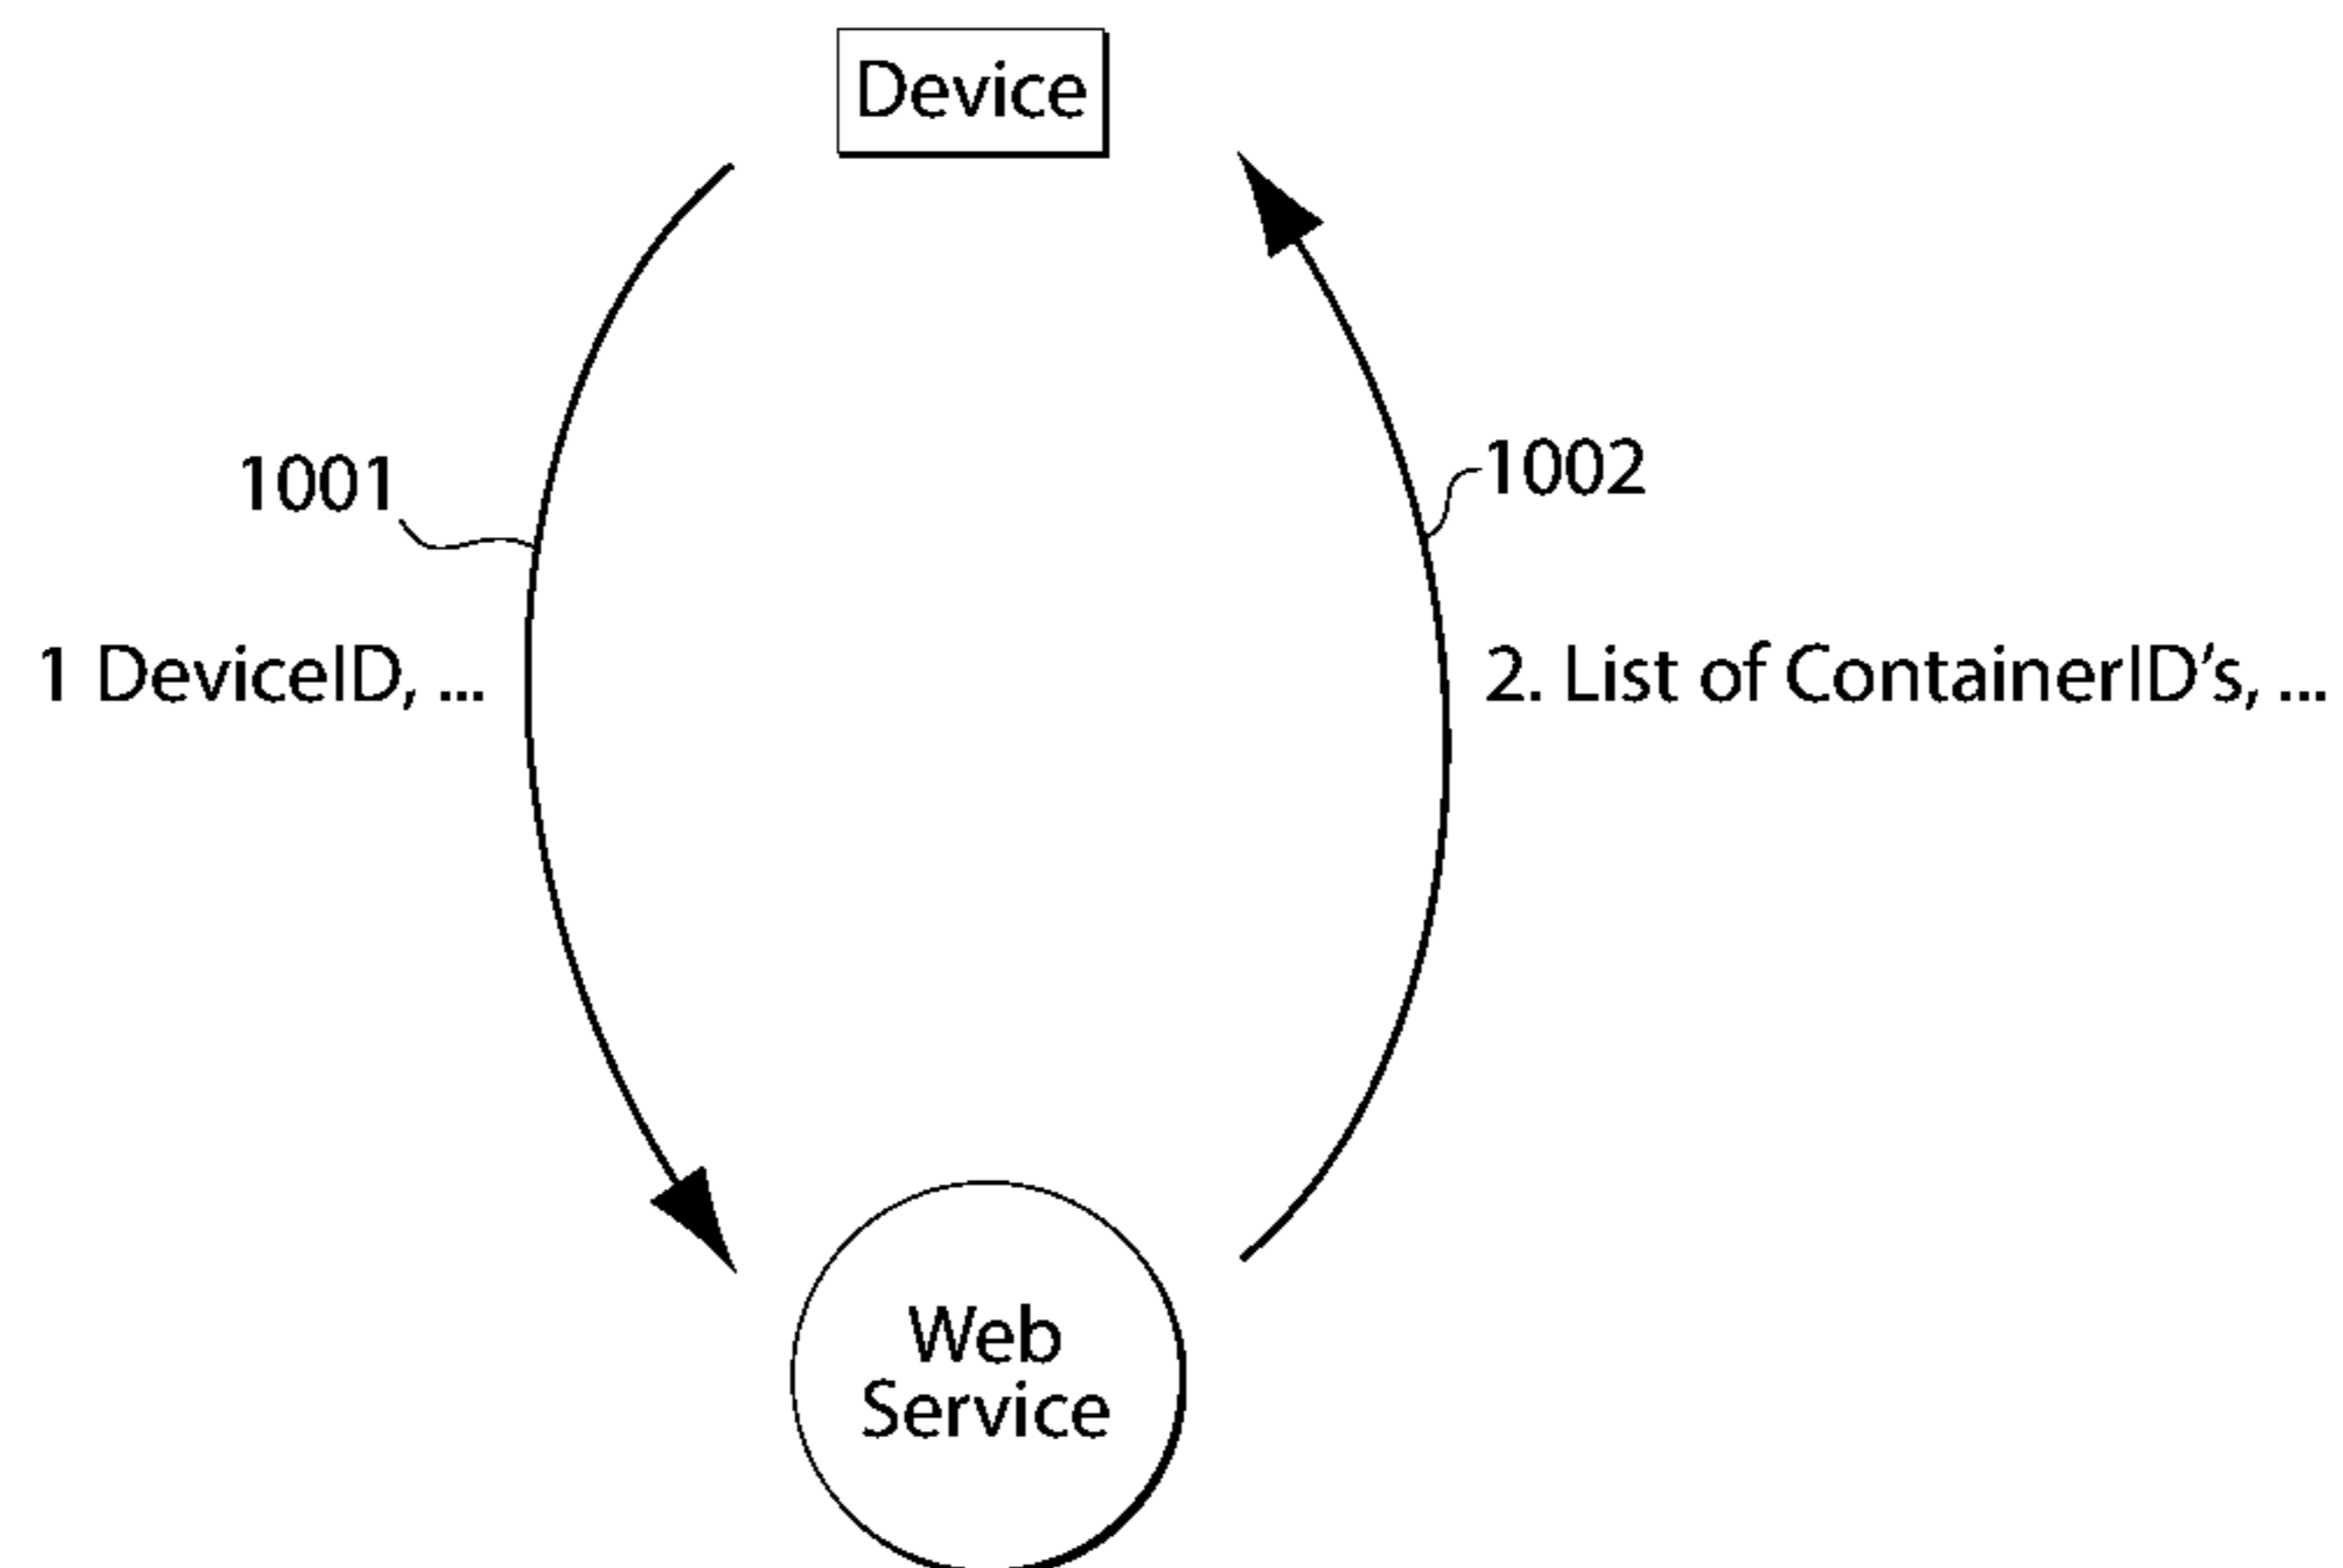 Device
1001
1002
1 DeviceID, ...
2. List of ContainerID's, ...
Web
Service